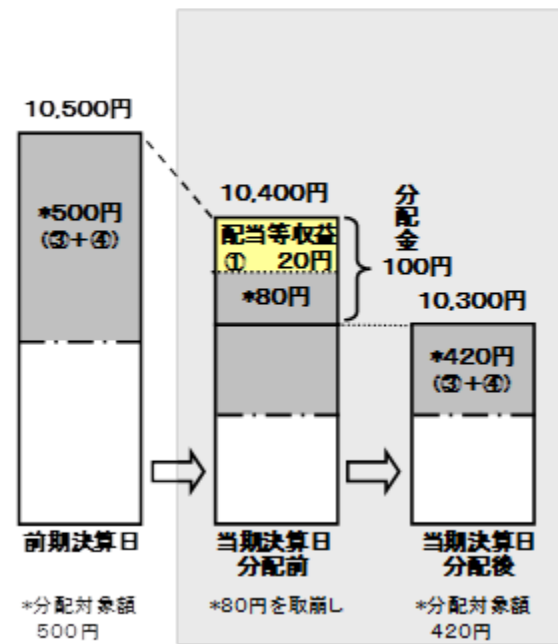 10,500円
*500円
(③+④)
前期決算日
*分配対象額
500円
10,400円
配当等収益
① 20円
*80円
分配金
100円
当期決算日
分配前
*80円を取崩し
10,300円
*420円
(③+④)
当期決算日
分配後
*分配対象額
420円